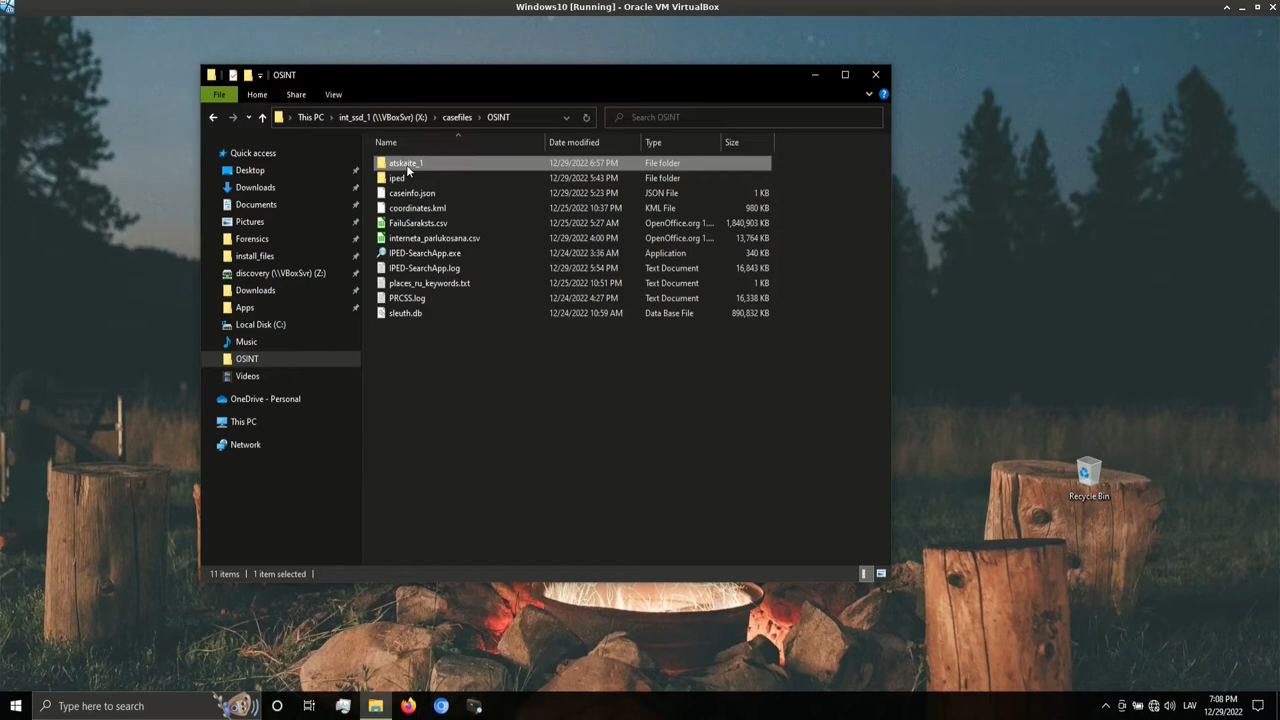 Windows10 [Running] - Oracle VM VirtualBox
OSINT
File Home Share View
This PC int_ssd_1 (\\VBoxSvr) (X:) casefiles OSINT
Search OSINT
Name Date modified Type Size
Quick access
Desktop
Downloads
Documents
Pictures
Forensics
install_files
discovery (\\VBoxSvr) (Z:)
Downloads
Apps
Local Disk (C:)
Music
OSINT
Videos
OneDrive - Personal
This PC
Network
atskaite_1 12/29/2022 6:57 PM File folder
iped 12/29/2022 5:43 PM File folder
caseinfo.json 12/29/2022 5:23 PM JSON File 1 KB
coordinates.kml 12/25/2022 10:37 PM KML File 980 KB
FailuSaraksts.csv 12/25/2022 5:27 AM OpenOffice.org 1.... 1,840,903 KB
interneta_parlukosana.csv 12/29/2022 4:00 PM OpenOffice.org 1.... 13,764 KB
IPED-SearchApp.exe 12/24/2022 3:36 AM Application 340 KB
IPED-SearchApp.log 12/29/2022 5:54 PM Text Document 16,843 KB
places_ru_keywords.txt 12/25/2022 10:51 PM Text Document 1 KB
PRCSS.log 12/24/2022 4:27 PM Text Document 16,338 KB
sleuth.db 12/24/2022 10:59 AM Data Base File 890,832 KB
11 items 1 item selected
Recycle Bin
Type here to search
LAV
7:08 PM
12/29/2022